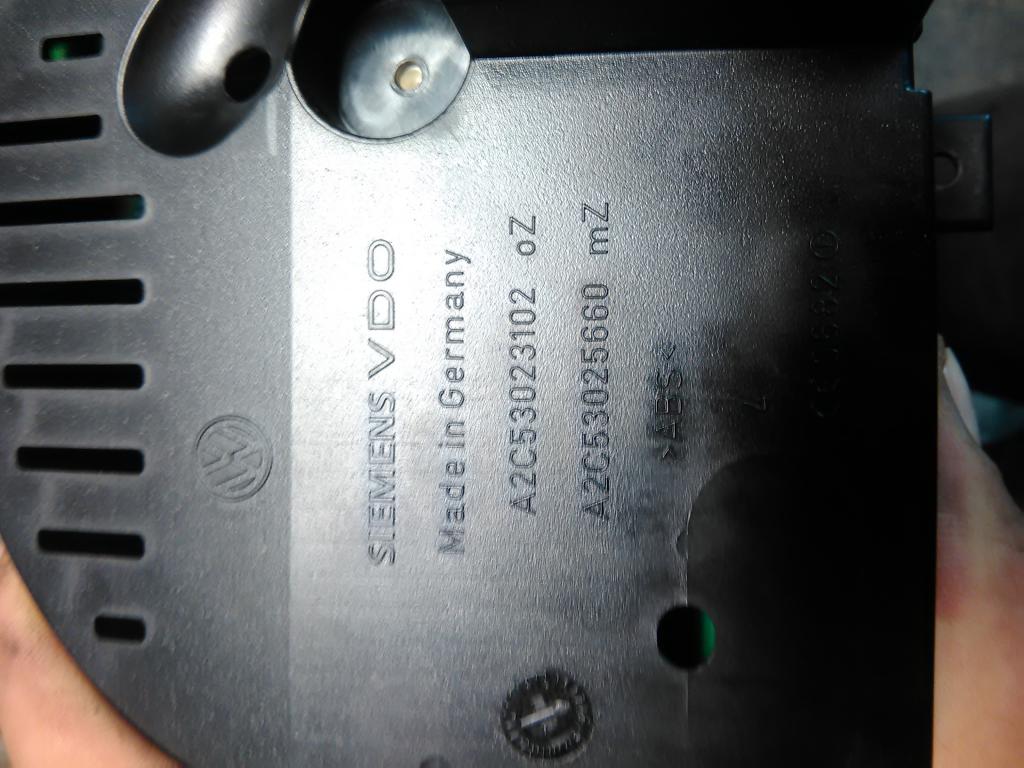 SIEMENS VDO
Made in Germany
A2C53023102 oZ
A2C53025660 mZ
>ABS<